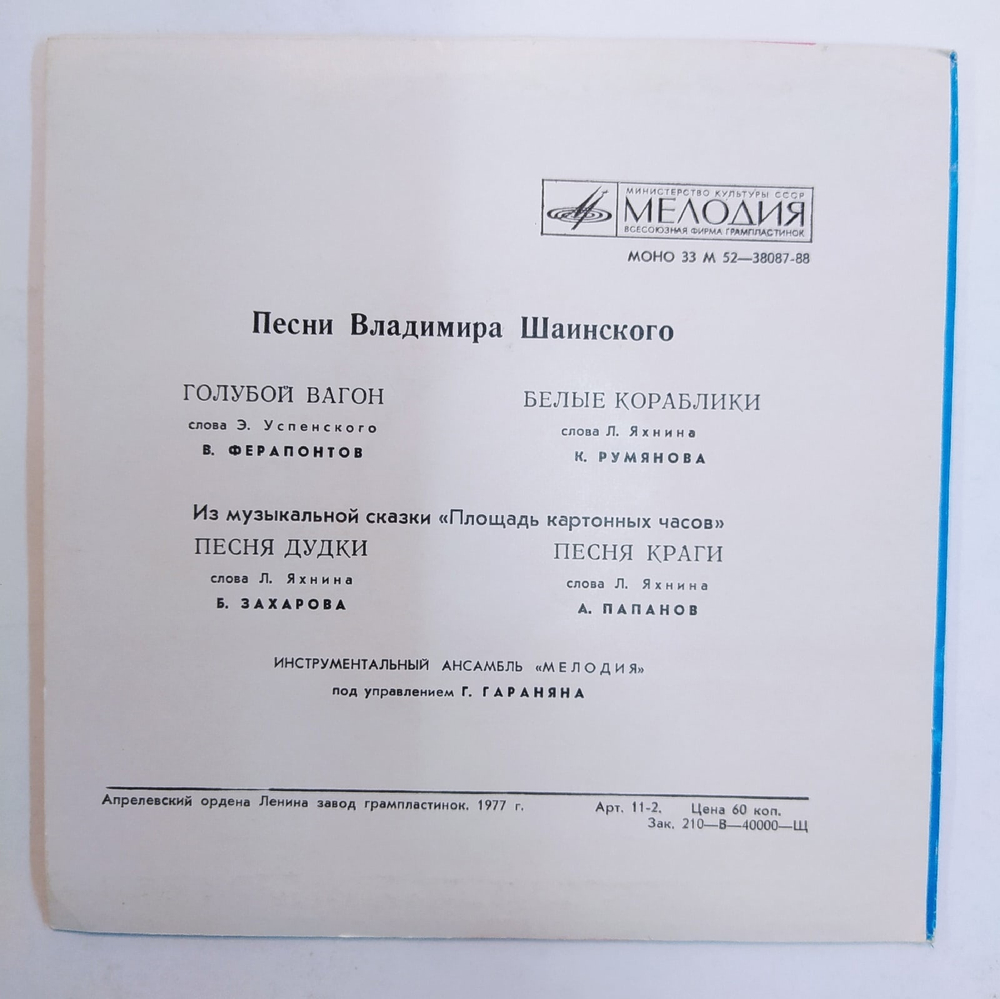 МИНИСТЕРСТВО КУЛЬТУРЫ СССР
МЕЛОДИЯ
ВСЕСОЮЗНАЯ ФИРМА ГРАМПЛАСТИНОК
МОНО 33 М 52—38087-88
Песни Владимира Шаинского
ГОЛУБОЙ ВАГОН
слова Э. Успенского
В. ФЕРАПОНТОВ
БЕЛЫЕ КОРАБЛИКИ
слова Л. Яхнина
К. РУМЯНОВА
Из музыкальной сказки «Площадь картонных часов»
ПЕСНЯ ДУДКИ
слова Л. Яхнина
Б. ЗАХАРОВА
ПЕСНЯ КРАГИ
слова Л. Яхнина
А. ПАПАНОВ
ИНСТРУМЕНТАЛЬНЫЙ АНСАМБЛЬ «МЕЛОДИЯ»
под управлением Г. ГАРАНЯНА
Апрелевский ордена Ленина завод грампластинок. 1977 г.
Арт. 11-2. Цена 60 коп.
Зак. 210—В—40000—Щ